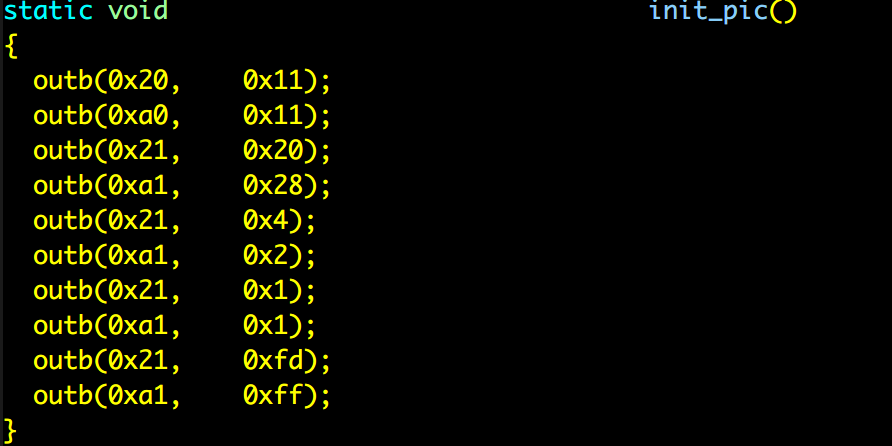 static void                                init_pic()
{
  outb(0x20,    0x11);
  outb(0xa0,    0x11);
  outb(0x21,    0x20);
  outb(0xa1,    0x28);
  outb(0x21,    0x4);
  outb(0xa1,    0x2);
  outb(0x21,    0x1);
  outb(0xa1,    0x1);
  outb(0x21,    0xfd);
  outb(0xa1,    0xff);
}